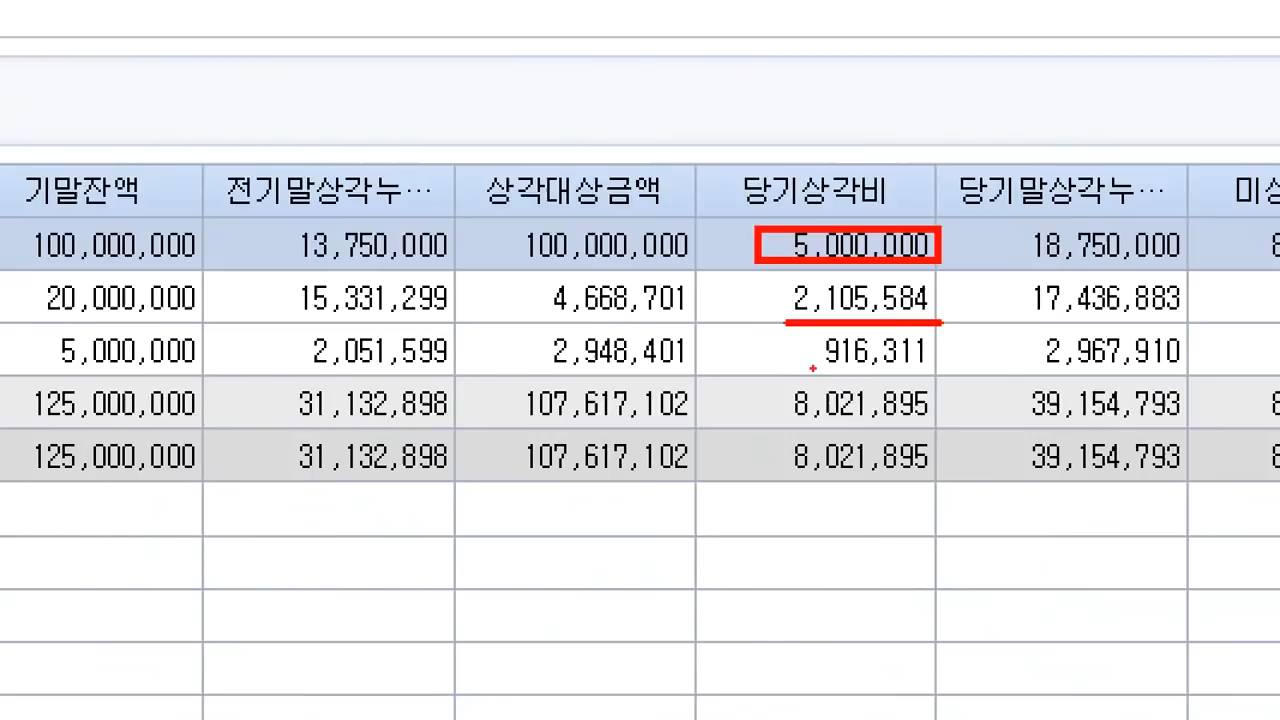 기말잔액 전기말상각누… 상각대상금액 당기상각비 당기말상각누… 미상
100,000,000 13,750,000 100,000,000 5,000,000 18,750,000 8
20,000,000 15,331,299 4,668,701 2,105,584 17,436,883
5,000,000 2,051,599 2,948,401 916,311 2,967,910
125,000,000 31,132,898 107,617,102 8,021,895 39,154,793 8
125,000,000 31,132,898 107,617,102 8,021,895 39,154,793 8